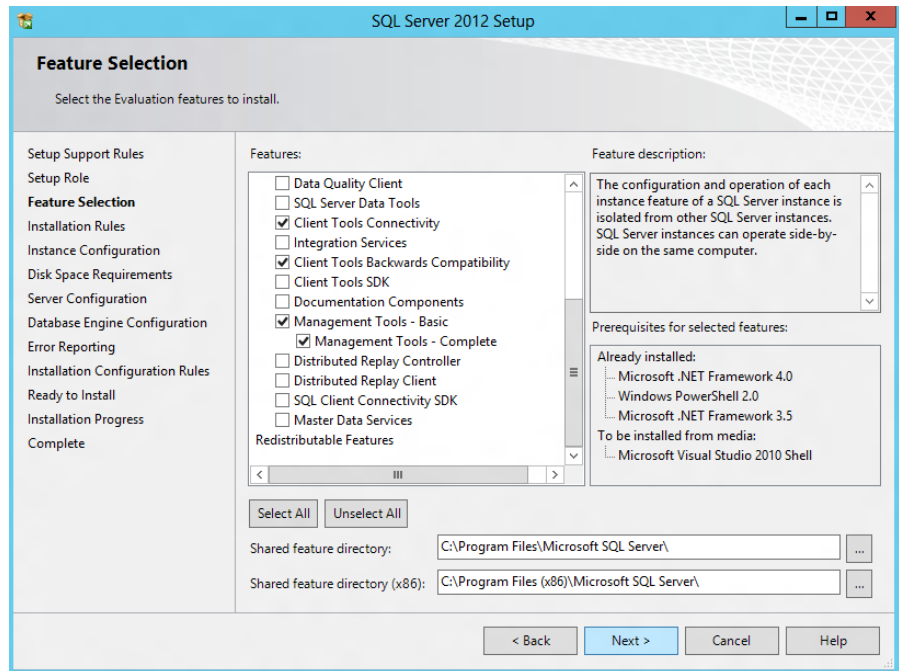 SQL Server 2012 Setup
Feature Selection
Select the Evaluation features to install.
Setup Support Rules
Setup Role
Feature Selection
Installation Rules
Instance Configuration
Disk Space Requirements
Server Configuration
Database Engine Configuration
Error Reporting
Installation Configuration Rules
Ready to Install
Installation Progress
Complete
Features:
Data Quality Client
SQL Server Data Tools
Client Tools Connectivity
Integration Services
Client Tools Backwards Compatibility
Client Tools SDK
Documentation Components
Management Tools - Basic
Management Tools - Complete
Distributed Replay Controller
Distributed Replay Client
SQL Client Connectivity SDK
Master Data Services
Redistributable Features
Select All
Unselect All
Feature description:
The configuration and operation of each
instance feature of a SQL Server instance is
isolated from other SQL Server instances.
SQL Server instances can operate side-by-
side on the same computer.
Prerequisites for selected features:
Already installed:
Microsoft .NET Framework 4.0
Windows PowerShell 2.0
Microsoft .NET Framework 3.5
To be installed from media:
Microsoft Visual Studio 2010 Shell
Shared feature directory:
C:\Program Files\Microsoft SQL Server\
...
Shared feature directory (x86):
C:\Program Files (x86)\Microsoft SQL Server\
...
< Back
Next >
Cancel
Help